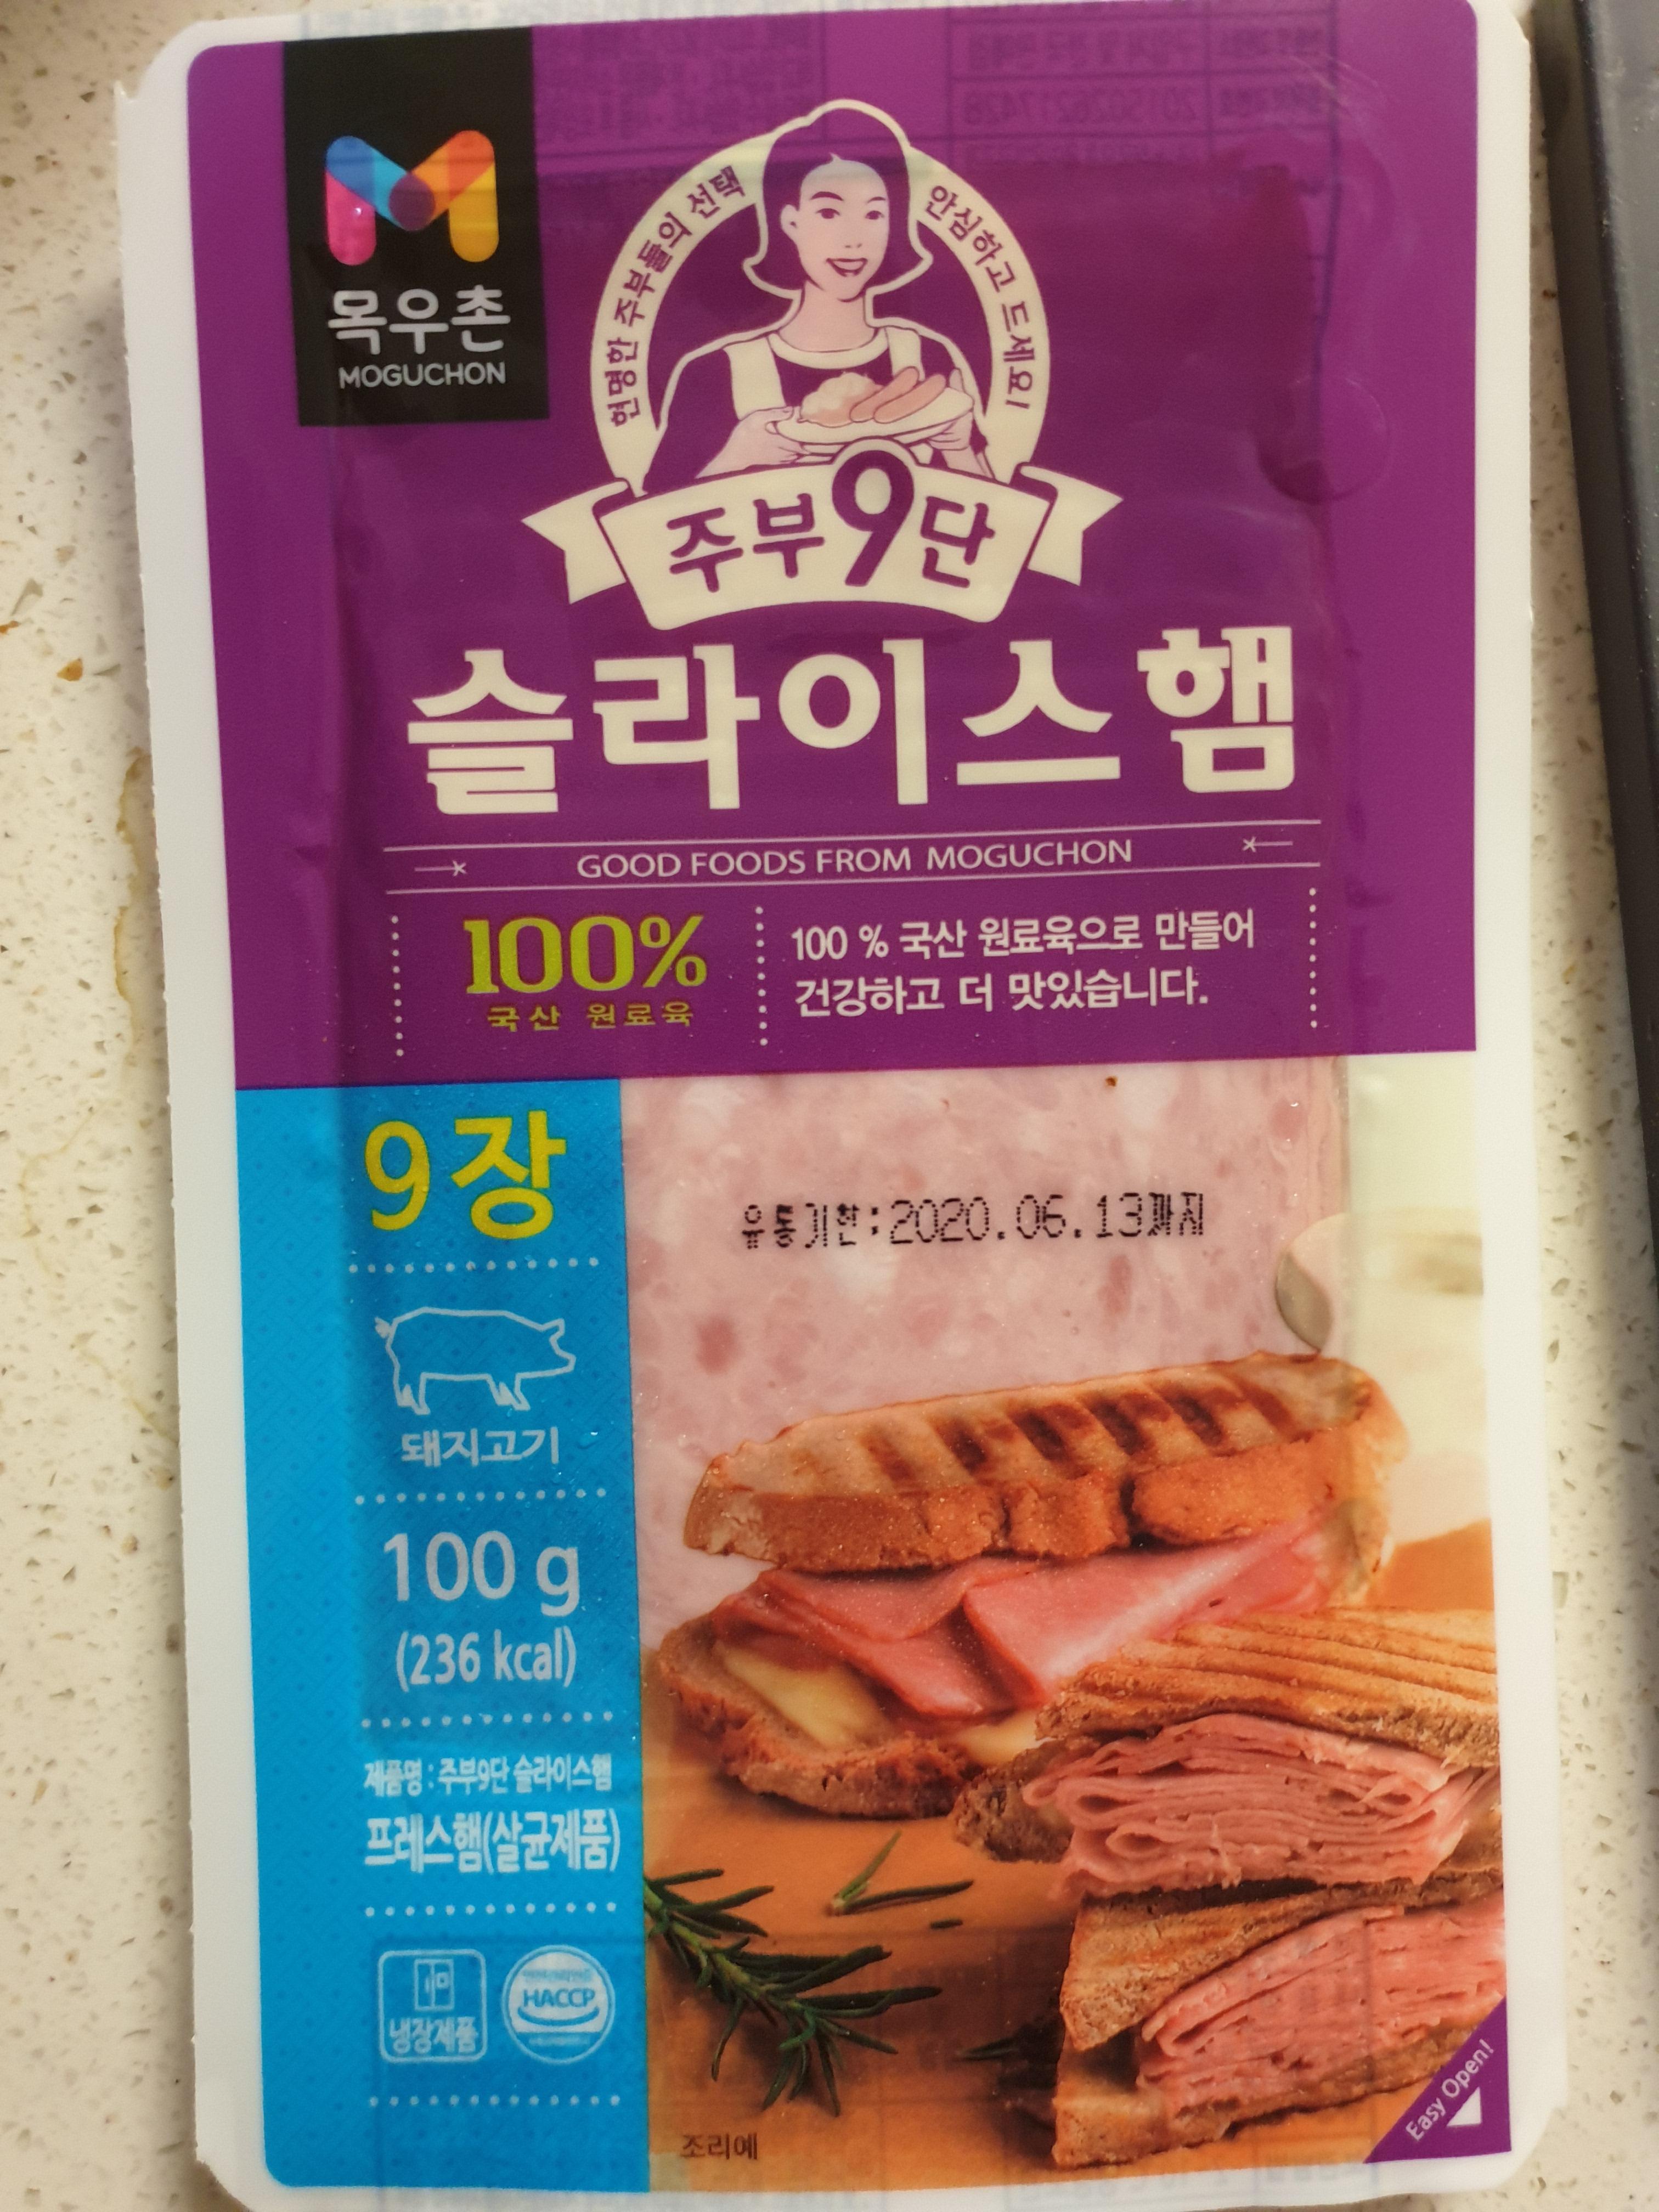 목우촌
MOGUCHON
현명한 주부들의 선택
안심하고 드세요!
주부9단
슬라이스햄
GOOD FOODS FROM MOGUCHON
100%
국산 원료육
100 % 국산 원료육으로 만들어
건강하고 더 맛있습니다.
9장
유통기한:2020.06.13까지
돼지고기
100 g
(236 kcal)
제품명 : 주부9단 슬라이스햄
프레스햄(살균제품)
냉장제품
HACCP
조리예
Easy Open!